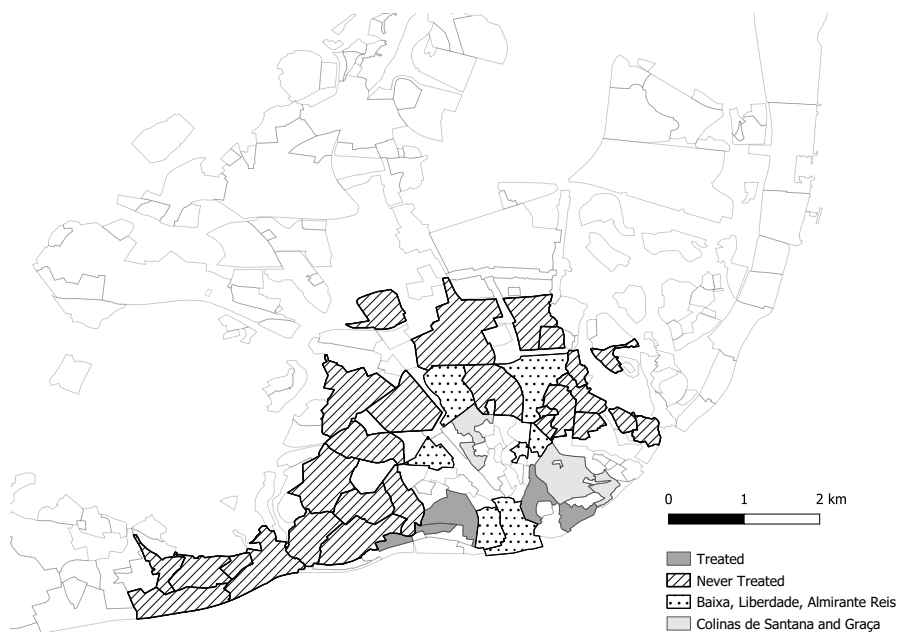 0 1 2 km
Treated
Never Treated
Baixa, Liberdade, Almirante Reis
Colinas de Santana and Graça